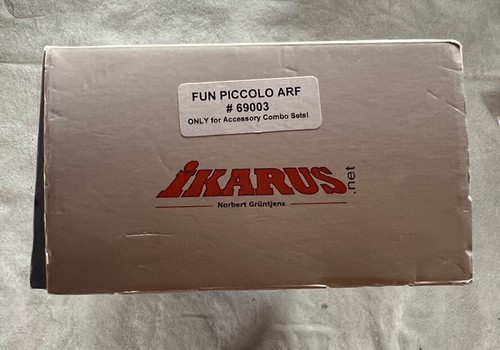 FUN PICCOLO ARF
# 69003
ONLY for Accessory Combo Sets!
iKARUS
.net
Norbert Grüntjens